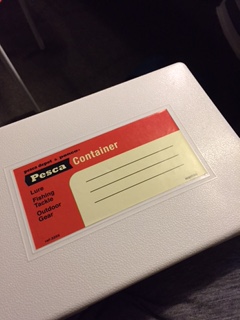 Pesca Container
Lure
Fishing
Tackle
Outdoor
Gear